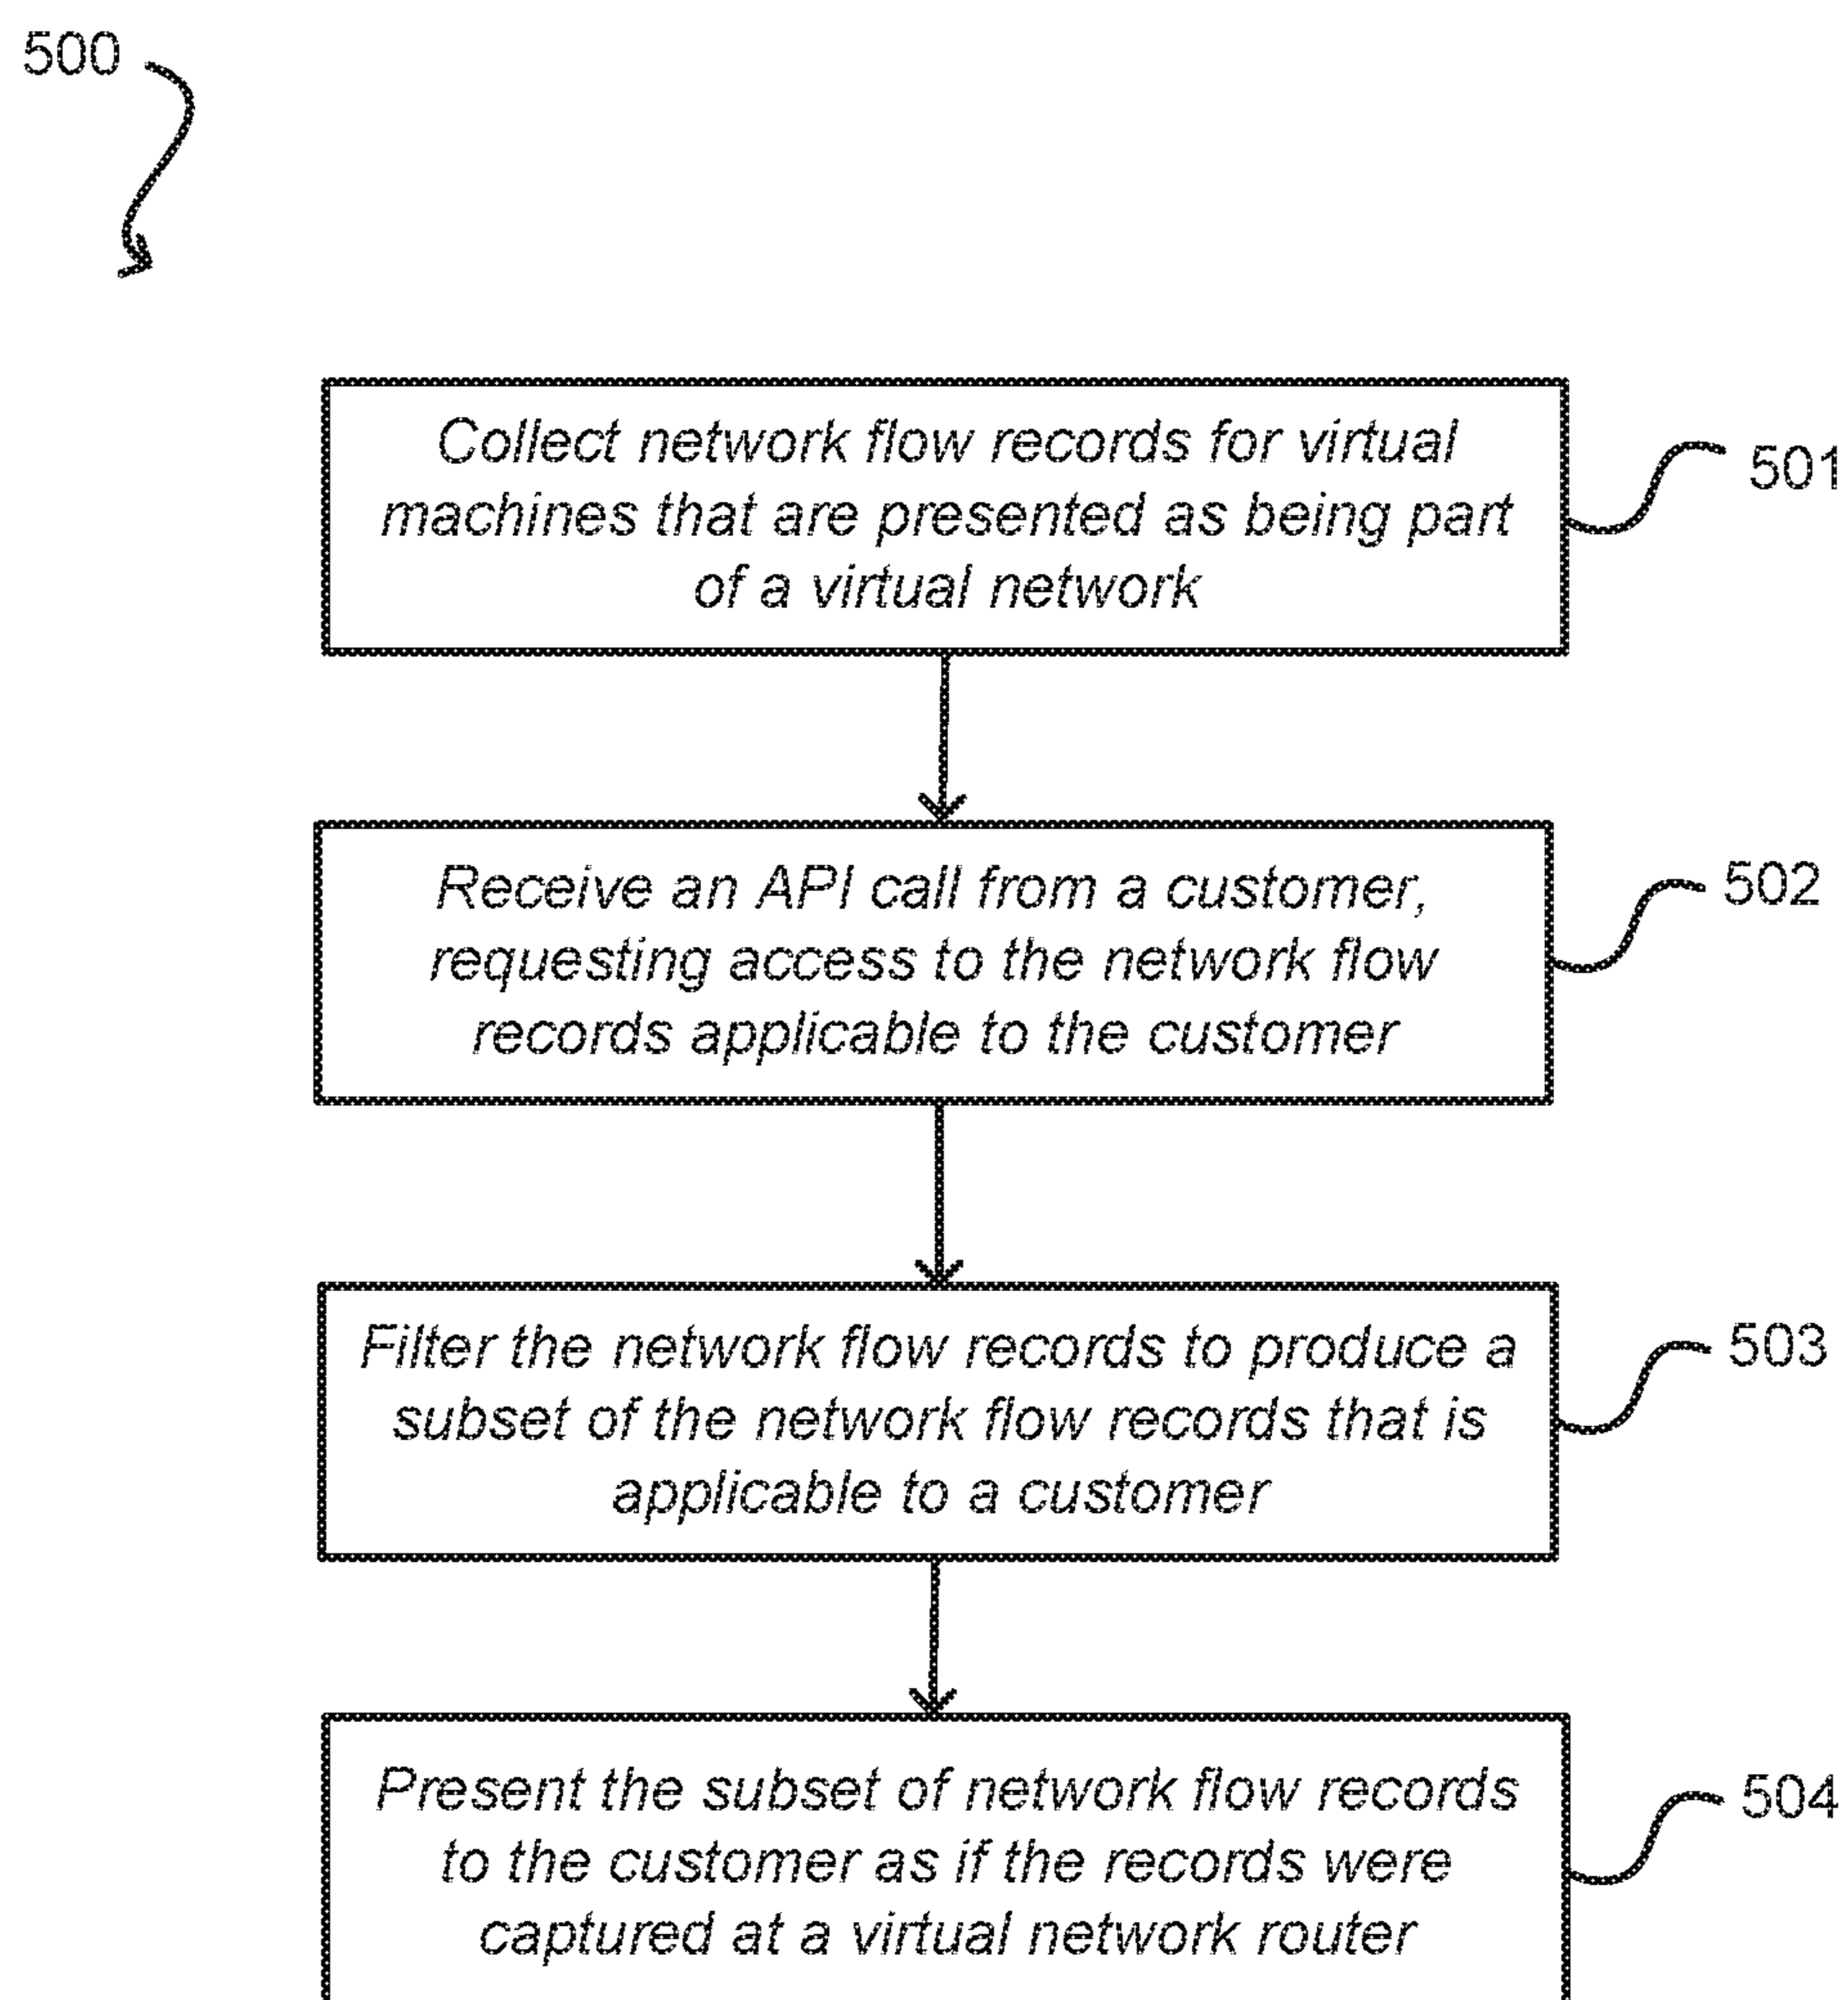 500
Collect network flow records for virtual
machines that are presented as being part
of a virtual network
501
Receive an API call from a customer,
requesting access to the network flow
records applicable to the customer
502
Filter the network flow records to produce a
subset of the network flow records that is
applicable to a customer
503
Present the subset of network flow records
to the customer as if the records were
captured at a virtual network router
504